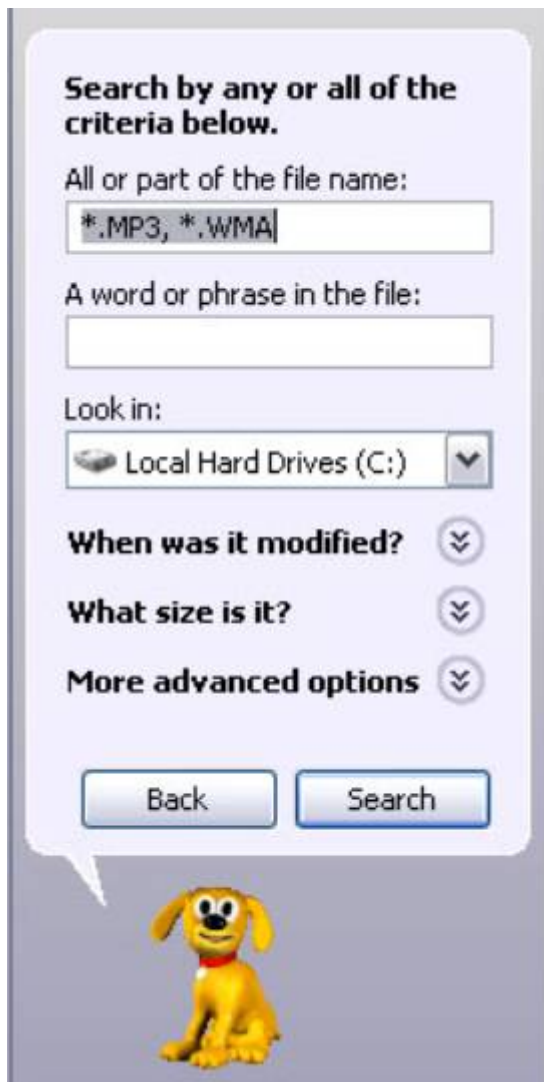 Search by any or all of the
criteria below.
All or part of the file name:
*.MP3, *.WMA
A word or phrase in the file:
Look in:
Local Hard Drives (C:)
When was it modified?
What size is it?
More advanced options
Back Search